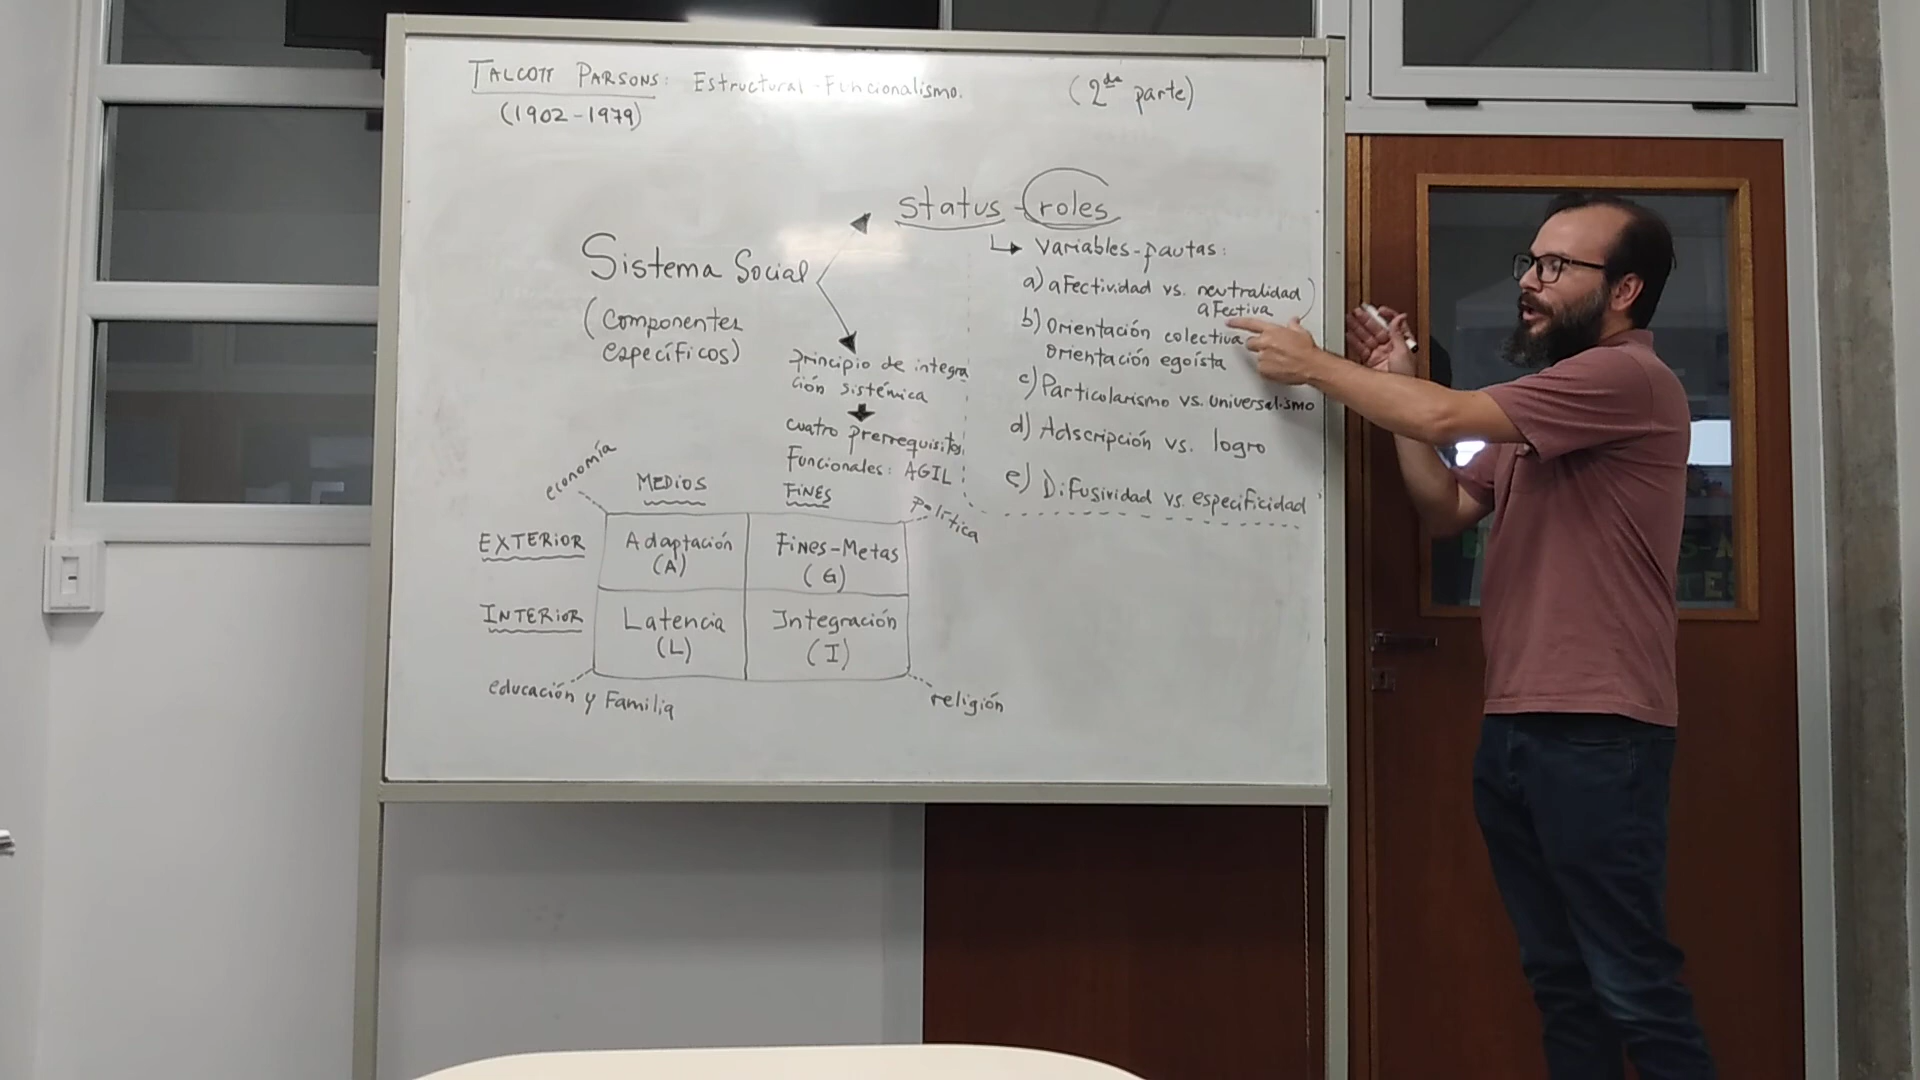 TALCOTT PARSONS: Estructural-Funcionalismo.
(2da parte)
(1902-1979)
status-roles
Sistema Social
(componentes
específicos)
Variables-pautas:
a) aFectividad vs. neutralidad
aFectiva
b) Orientación colectiva
Orientación egoísta
c) Particularismo vs. universalismo
d) Adscripción vs. logro
e) Difusividad vs. especificidad
principio de integra
ción sistémica
cuatro prerrequisitos
Funcionales: AGIL
economía
MEDIOS
FINES
política
EXTERIOR
Adaptación
(A)
FINES-Metas
(G)
INTERIOR
Latencia
(L)
Integración
(I)
educación y Familia
religión